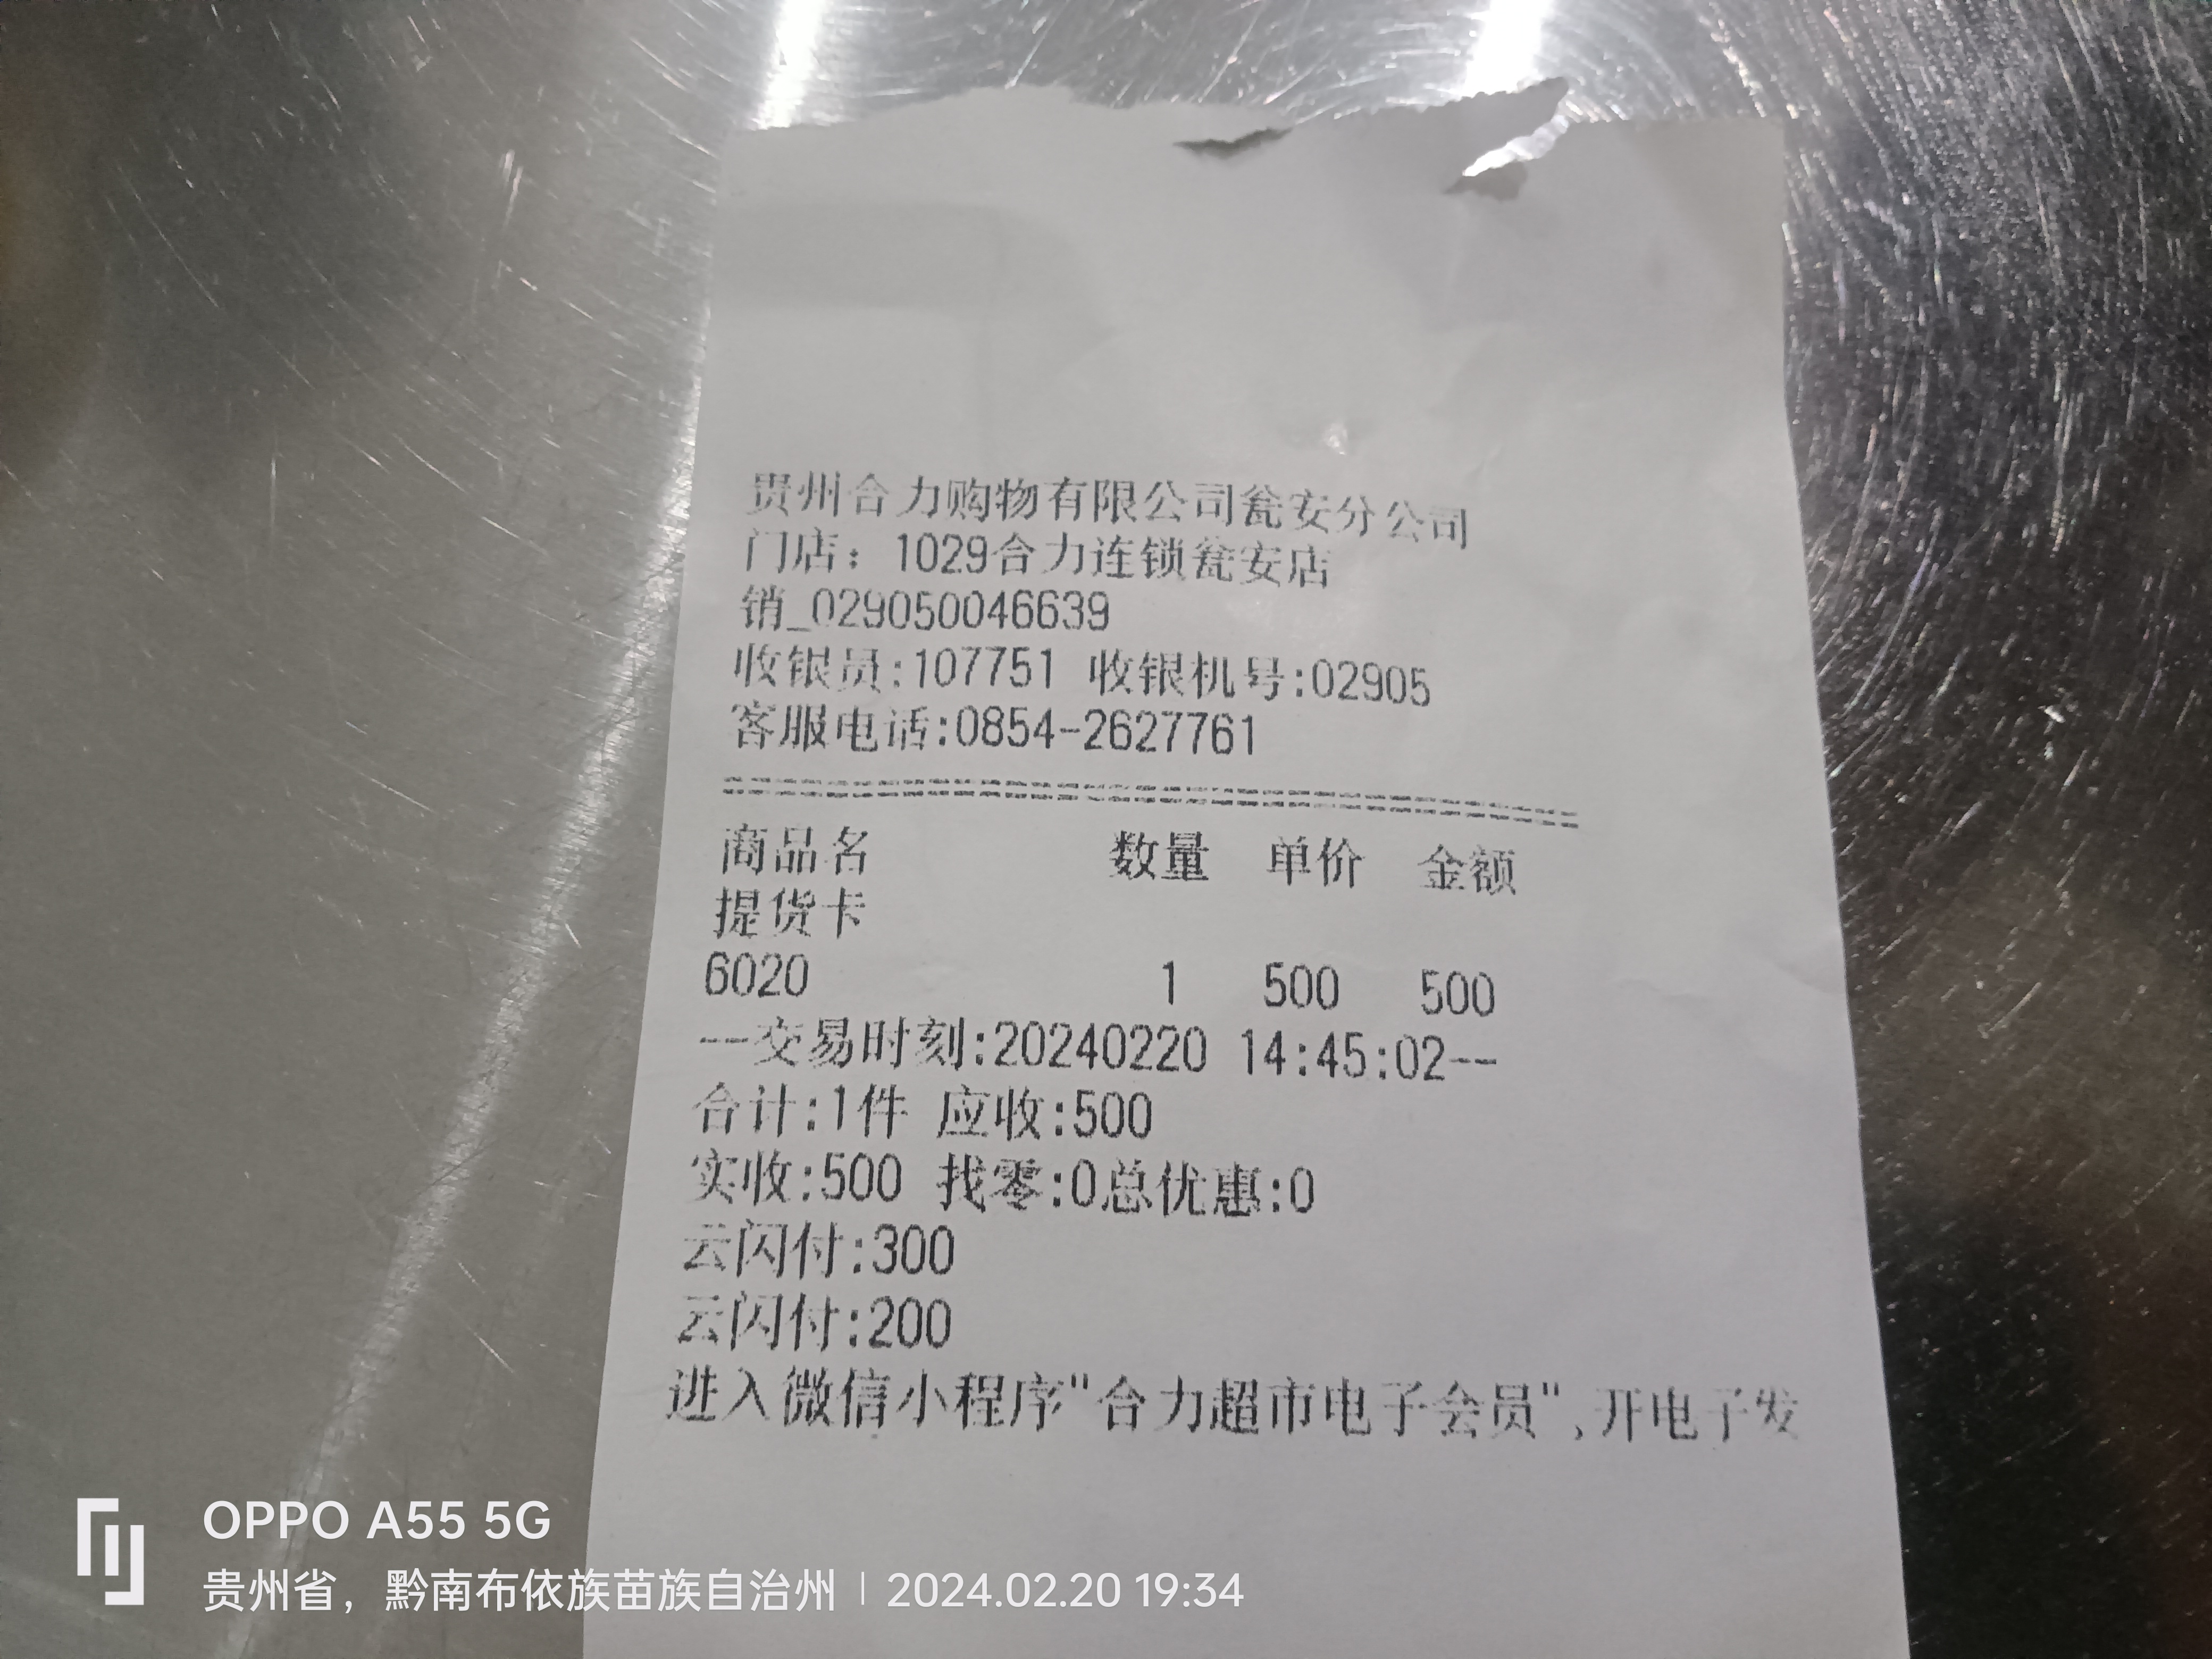 贵州合力购物有限公司瓮安分公司
门店：1029合力连锁瓮安店
销_029050046639
收银员:107751 收银机号:02905
客服电话:0854-2627761
================================
商品名 数量 单价 金额
提货卡
6020 1 500 500
--交易时刻:20240220 14:45:02--
合计:1件 应收:500
实收:500 找零:0总优惠:0
云闪付:300
云闪付:200
进入微信小程序"合力超市电子会员",开电子发
OPPO A55 5G
贵州省，黔南布依族苗族自治州 | 2024.02.20 19:34